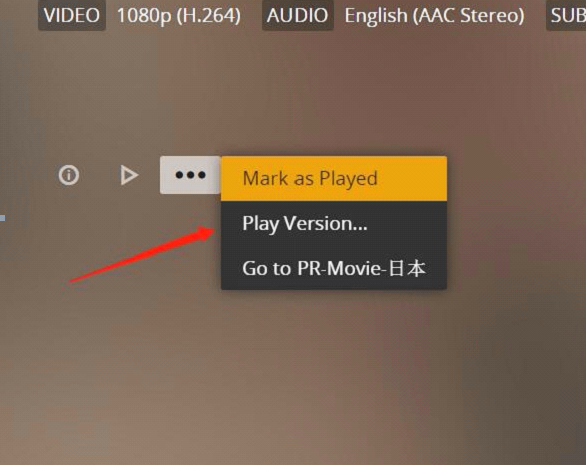 VIDEO 1080p (H.264) AUDIO English (AAC Stereo) SUB
Mark as Played
Play Version...
Go to PR-Movie-日本